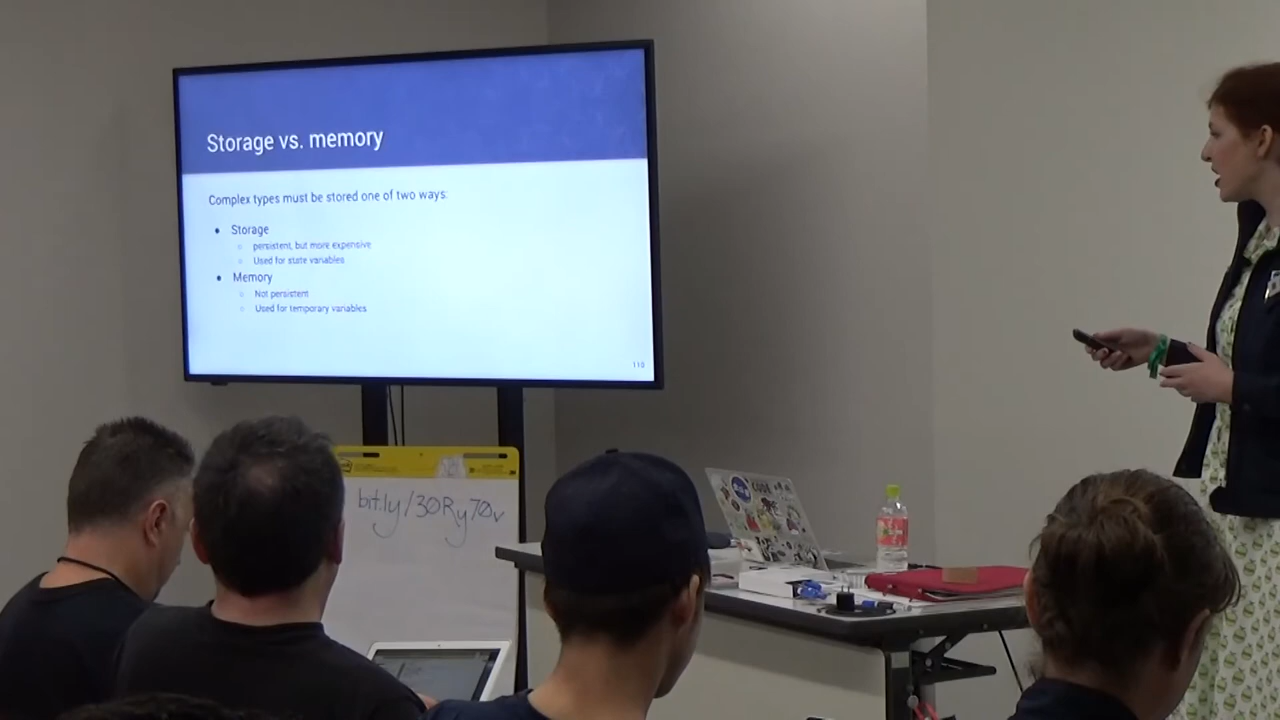 Storage vs. memory
Complex types must be stored one of two ways:
● Storage
○ persistent, but more expensive
○ Used for state variables
● Memory
○ Not persistent
○ Used for temporary variables
110
bit.ly/30Ry70v
CODE